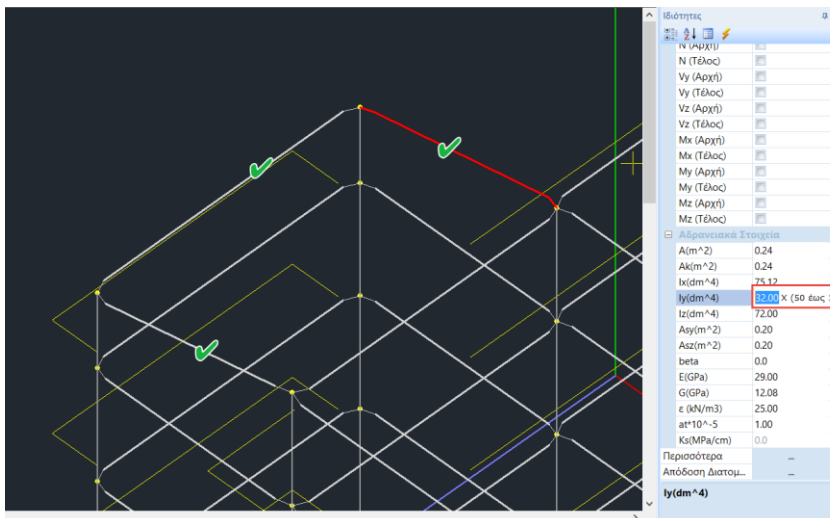 Ιδιότητες
N (Αρχή)
N (Τέλος)
Vy (Αρχή)
Vy (Τέλος)
Vz (Αρχή)
Vz (Τέλος)
Mx (Αρχή)
Mx (Τέλος)
My (Αρχή)
My (Τέλος)
Mz (Αρχή)
Mz (Τέλος)
Αδρανειακά Στοιχεία
A(m^2) 0.24
Ak(m^2) 0.24
Ix(dm^4) 75.12
Iy(dm^4) 32.00 X (50 έως
Iz(dm^4) 72.00
Asy(m^2) 0.20
Asz(m^2) 0.20
beta 0.0
E(GPa) 29.00
G(GPa) 12.08
ε (kN/m3) 25.00
at*10^-5 1.00
Ks(MPa/cm) 0.0
Περισσότερα ...
Απόδοση Διατομ... ...
Iy(dm^4)